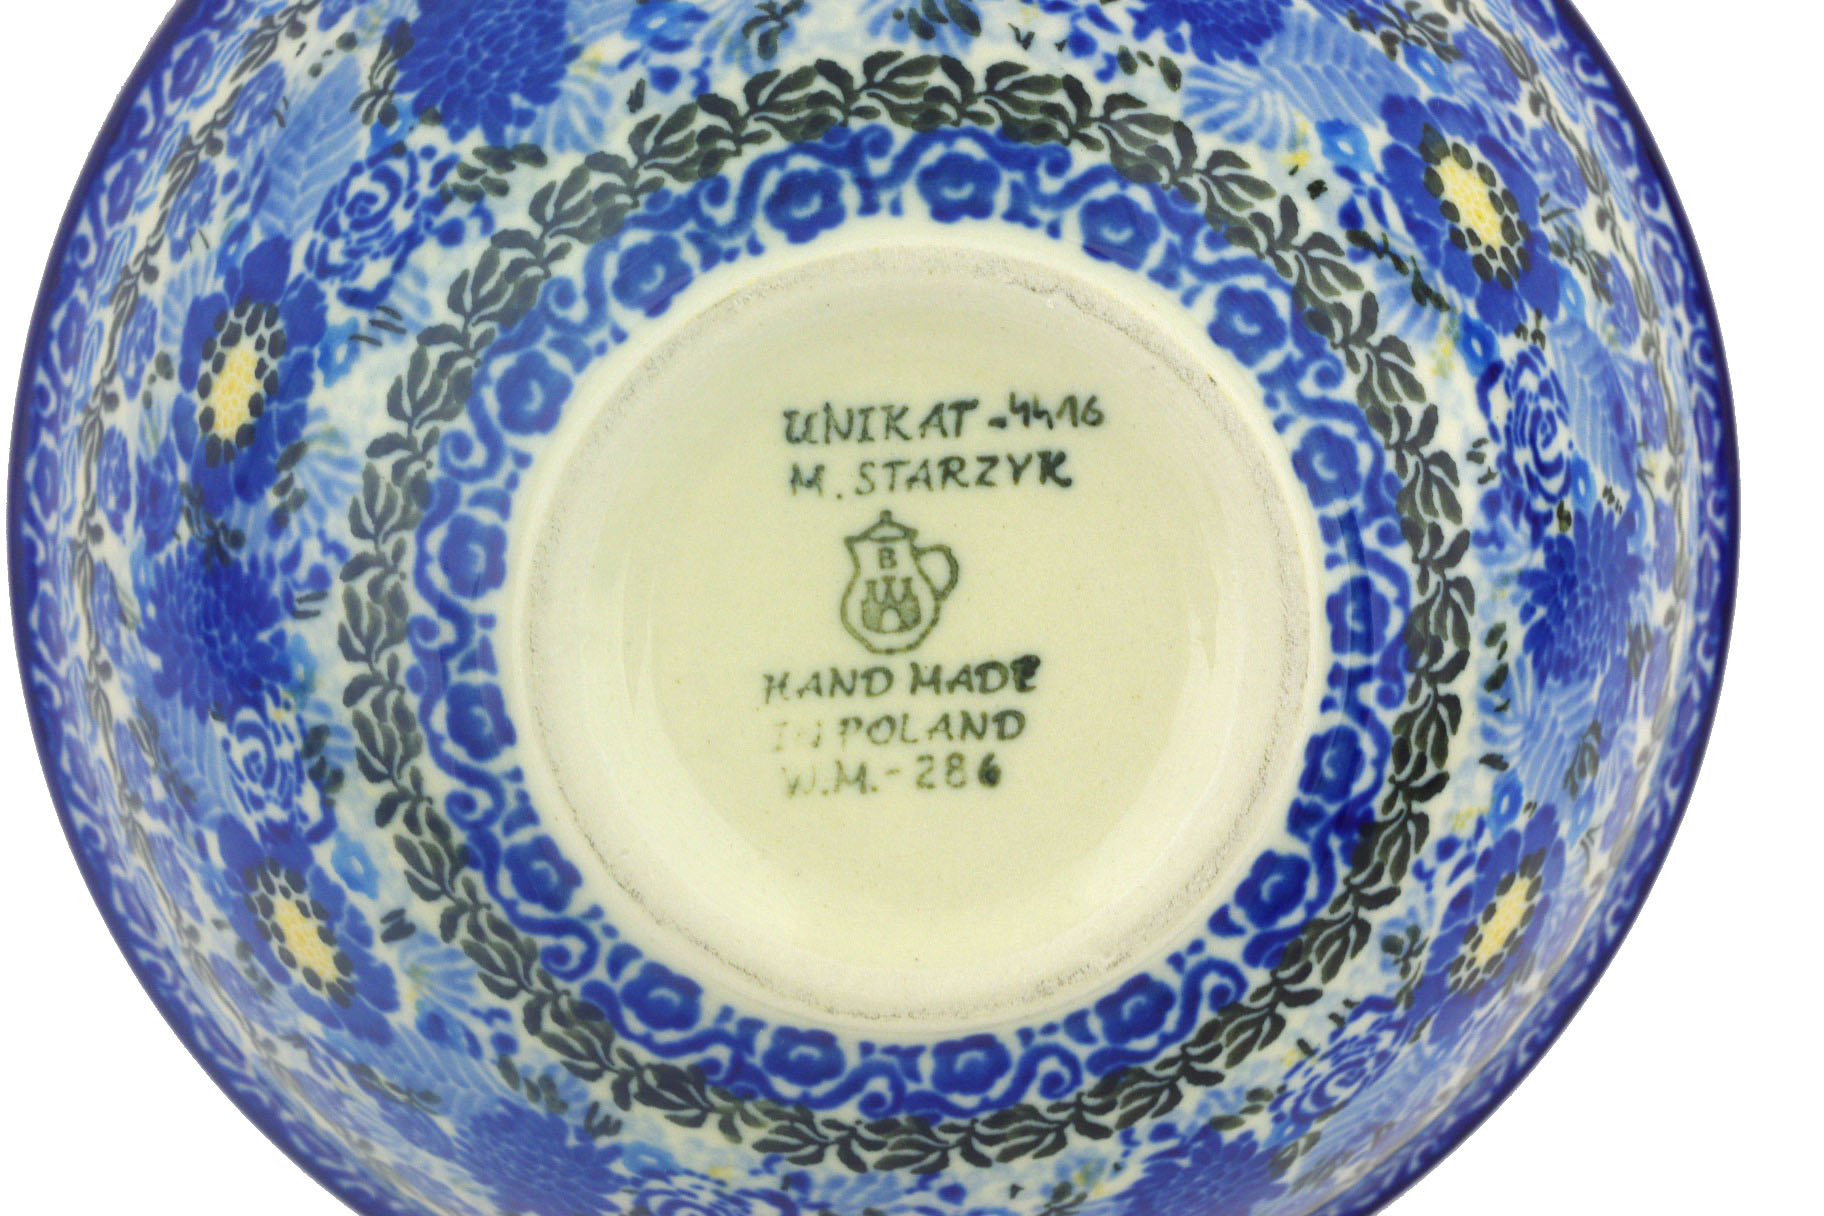 UNIKAT-4416
M. STARZYK
B
HAND MADE
IN POLAND
W.M.-286